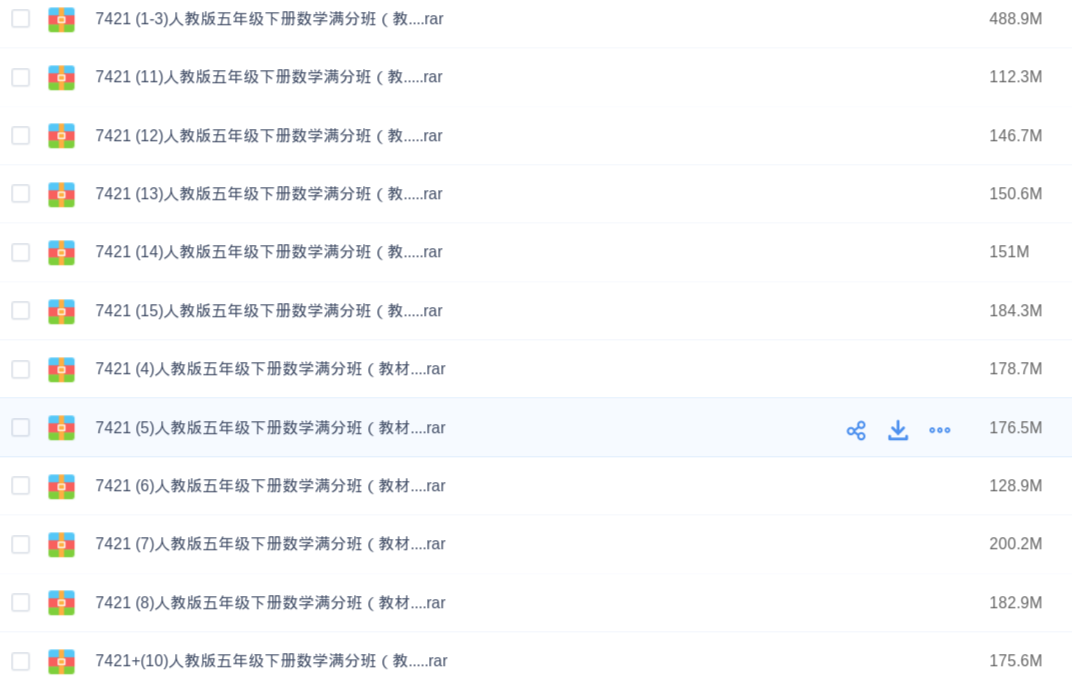 7421 (1-3)人教版五年级下册数学满分班（教....rar 488.9M
7421 (11)人教版五年级下册数学满分班（教.....rar 112.3M
7421 (12)人教版五年级下册数学满分班（教.....rar 146.7M
7421 (13)人教版五年级下册数学满分班（教.....rar 150.6M
7421 (14)人教版五年级下册数学满分班（教.....rar 151M
7421 (15)人教版五年级下册数学满分班（教.....rar 184.3M
7421 (4)人教版五年级下册数学满分班（教材....rar 178.7M
7421 (5)人教版五年级下册数学满分班（教材....rar 176.5M
7421 (6)人教版五年级下册数学满分班（教材....rar 128.9M
7421 (7)人教版五年级下册数学满分班（教材....rar 200.2M
7421 (8)人教版五年级下册数学满分班（教材....rar 182.9M
7421+(10)人教版五年级下册数学满分班（教.....rar 175.6M